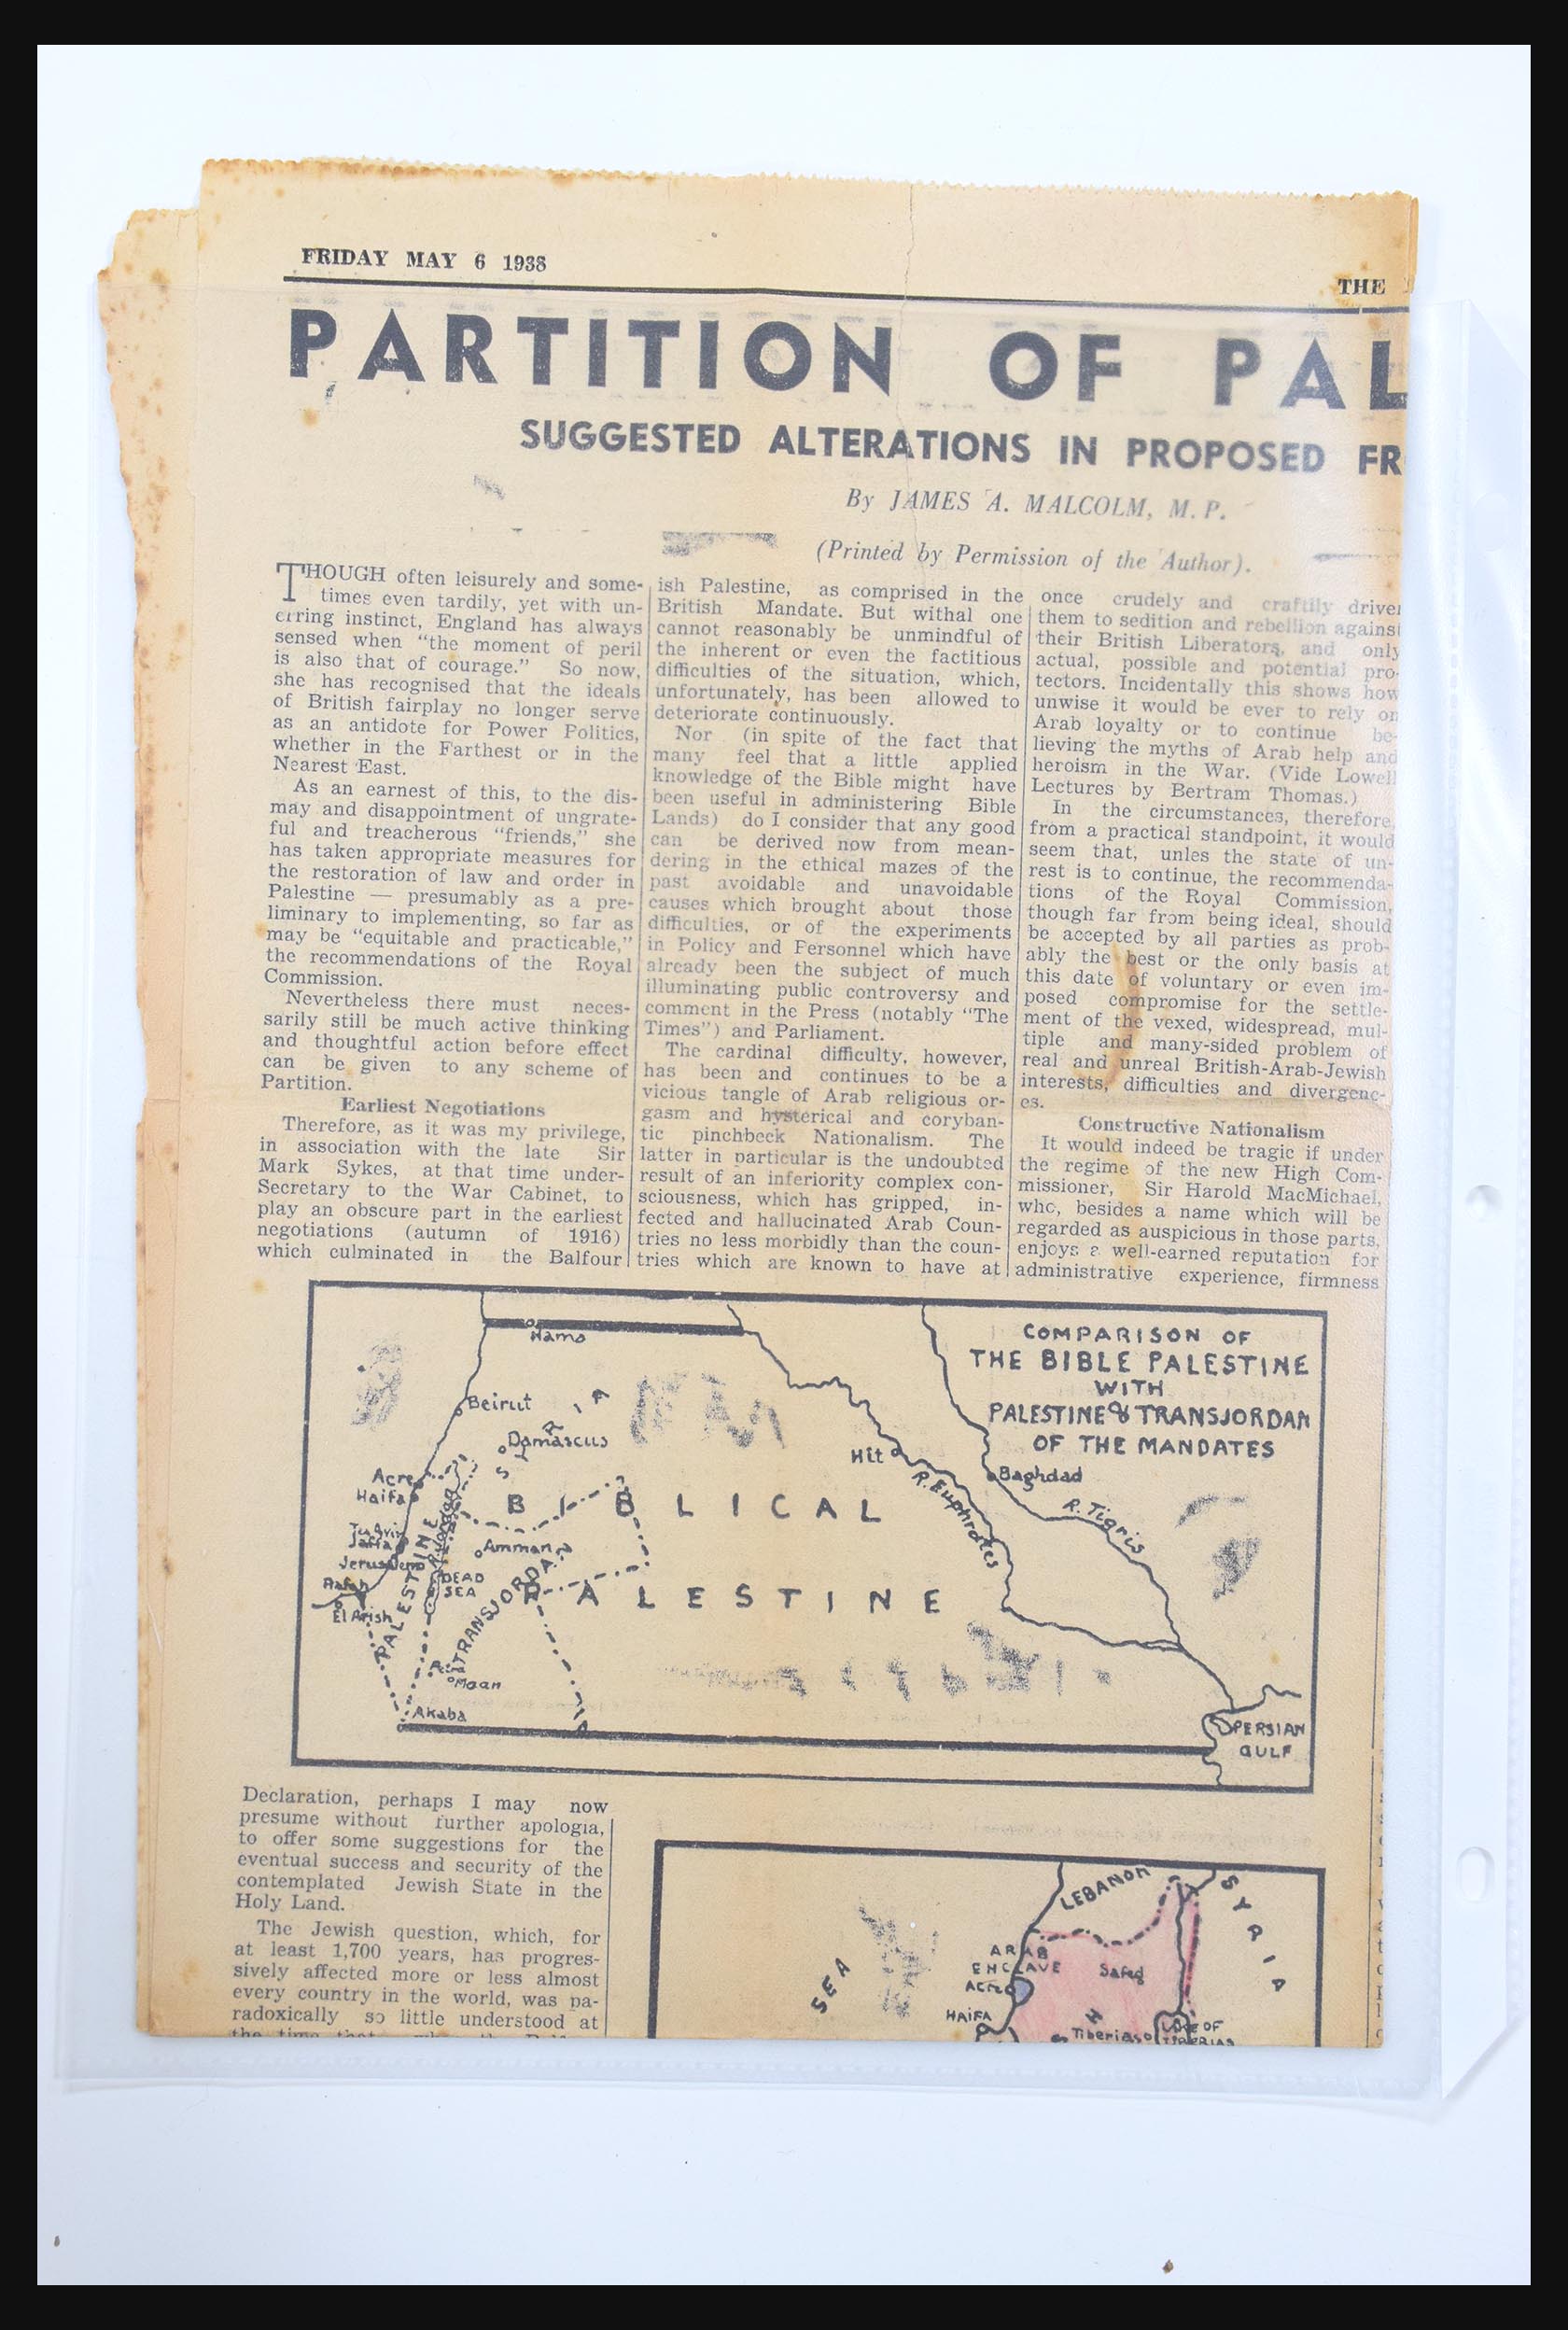 FRIDAY MAY 6 1938
THE
PARTITION OF PAL
SUGGESTED ALTERATIONS IN PROPOSED FR
By JAMES A. MALCOLM, M. P.
(Printed by Permission of the Author).
THOUGH often leisurely and some-
times even tardily, yet with un-
erring instinct, England has always
sensed when "the moment of peril
is also that of courage." So now,
she has recognised that the ideals
of British fairplay no longer serve
as an antidote for Power Politics,
whether in the Farthest or in the
Nearest East.
As an earnest of this, to the dis-
may and disappointment of ungrate-
ful and treacherous "friends," she
has taken appropriate measures for
the restoration of law and order in
Palestine — presumably as a pre-
liminary to implementing, so far as
may be "equitable and practicable,"
the recommendations of the Royal
Commission.
Nevertheless there must neces-
sarily still be much active thinking
and thoughtful action before effect
can be given to any scheme of
Partition.
Earliest Negotiations
Therefore, as it was my privilege,
in association with the late Sir
Mark Sykes, at that time under-
Secretary to the War Cabinet, to
play an obscure part in the earliest
negotiations (autumn of 1916)
which culminated in the Balfour
ish Palestine, as comprised in the
British Mandate. But withal one
cannot reasonably be unmindful of
the inherent or even the factitious
difficulties of the situation, which,
unfortunately, has been allowed to
deteriorate continuously.
Nor (in spite of the fact that
many feel that a little applied
knowledge of the Bible might have
been useful in administering Bible
Lands) do I consider that any good
can be derived now from mean-
dering in the ethical mazes of the
past avoidable and unavoidable
causes which brought about those
difficulties, or of the experiments
in Policy and Personnel which have
already been the subject of much
illuminating public controversy and
comment in the Press (notably "The
Times") and Parliament.
The cardinal difficulty, however,
has been and continues to be a
vicious tangle of Arab religious or-
gasm and hysterical and coryban-
tic pinchbeck Nationalism. The
latter in particular is the undoubted
result of an inferiority complex con-
sciousness, which has gripped, in-
fected and hallucinated Arab Coun-
tries no less morbidly than the coun-
tries which are known to have at
once crudely and craftily driver
them to sedition and rebellion against
their British Liberators, and only
actual, possible and potential pro-
tectors. Incidentally this shows how
unwise it would be ever to rely on
Arab loyalty or to continue be-
lieving the myths of Arab help and
heroism in the War. (Vide Lowell
Lectures by Bertram Thomas.)
In the circumstances, therefore,
from a practical standpoint, it would
seem that, unles the state of un-
rest is to continue, the recommenda-
tions of the Royal Commission,
though far from being ideal, should
be accepted by all parties as prob-
ably the best or the only basis at
this date of voluntary or even im-
posed compromise for the settle-
ment of the vexed, widespread, mul-
tiple and many-sided problem of
real and unreal British-Arab-Jewish
interests, difficulties and divergenc-
es.
Constructive Nationalism
It would indeed be tragic if under
the regime of the new High Com-
missioner, Sir Harold MacMichael,
who, besides a name which will be
regarded as auspicious in those parts,
enjoys a well-earned reputation for
administrative experience, firmness
COMPARISON OF
THE BIBLE PALESTINE
WITH
PALESTINE & TRANSJORDAN
OF THE MANDATES
Hama
Beirut
SYRIA
Damascus
Hit
Baghdad
R. Euphrates
R. Tigris
Acre
Haifa
BIBLICAL
Tel Aviv
Jaffa
Amman
Jerusalem
R. Jordan
DEAD
SEA
Rafah
El Arish
PALESTINE
PALESTINE
TRANSJORDAN
Maan
Akaba
PERSIAN
GULF
Declaration, perhaps I may now
presume without further apologia,
to offer some suggestions for the
eventual success and security of the
contemplated Jewish State in the
Holy Land.
The Jewish question, which, for
at least 1,700 years, has progres-
sively affected more or less almost
every country in the world, was pa-
radoxically so little understood at
the time that
LEBANON
SYRIA
SEA
ARAB
ENCLAVE
ACRE
Safed
HAIFA
Tiberias
LAKE OF
TIBERIAS